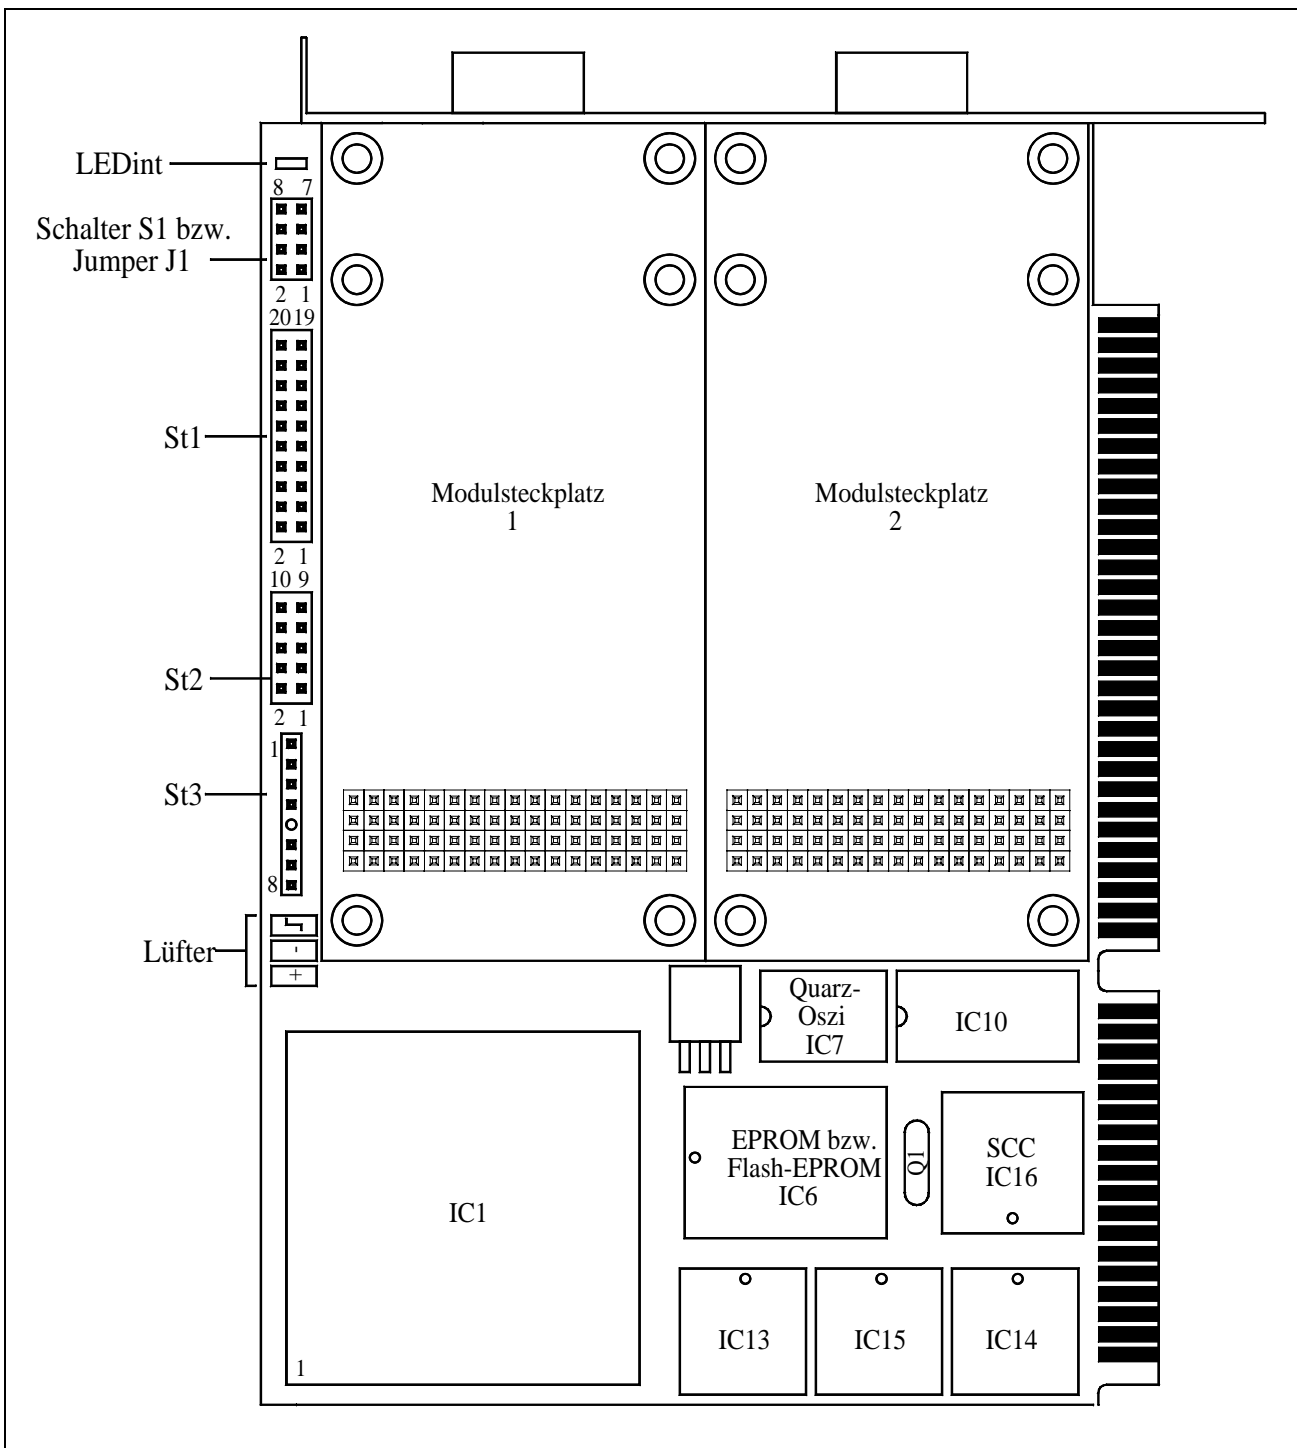 LEDint
8 7
Schalter S1 bzw.
Jumper J1
2 1
20 19
St1
2 1
10 9
St2
2 1
1
St3
8
Lüfter
-
+
Modulsteckplatz
1
Modulsteckplatz
2
Quarz-
Oszi
IC7
IC10
EPROM bzw.
Flash-EPROM
IC6
Q1
SCC
IC16
IC1
1
IC13
IC15
IC14